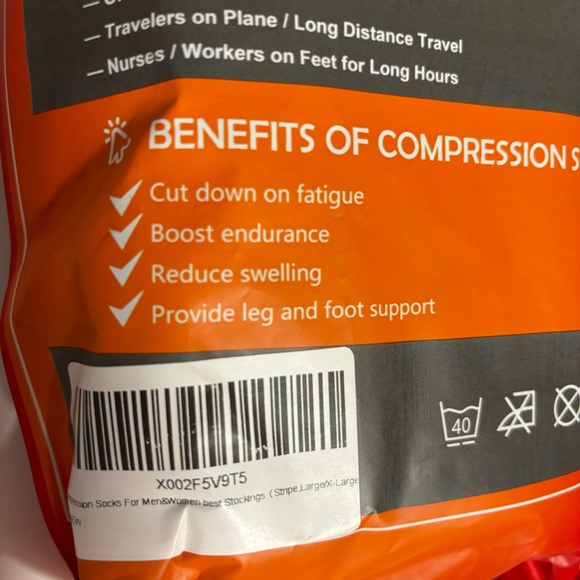 — Travelers on Plane / Long Distance Travel
— Nurses / Workers on Feet for Long Hours
BENEFITS OF COMPRESSION S
Cut down on fatigue
Boost endurance
Reduce swelling
Provide leg and foot support
40
X002F5V9T5
ession Socks For Men&Women best Stockings (Stripe,Large/X-Large